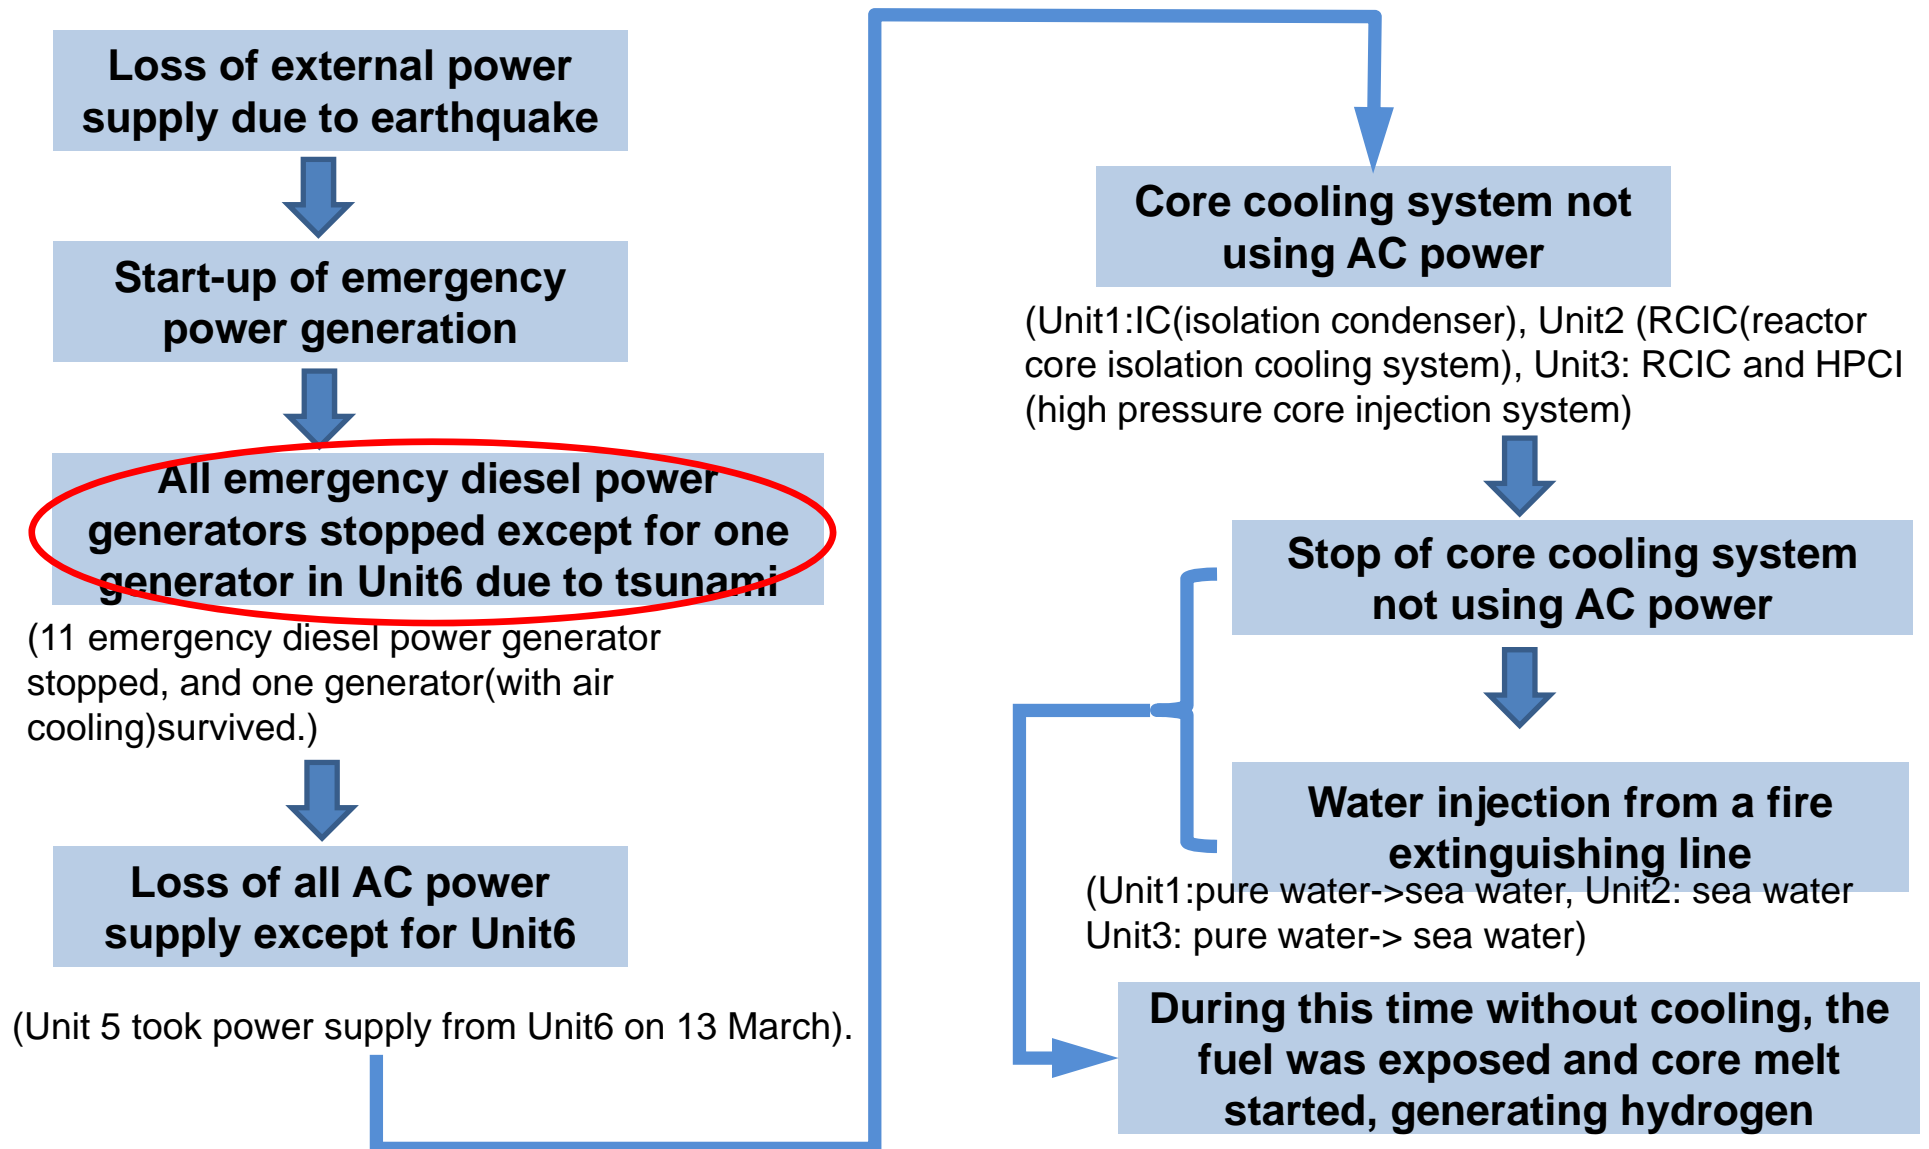 Loss of external power
supply due to earthquake
Start-up of emergency
power generation
All emergency diesel power
generators stopped except for one
generator in Unit6 due to tsunami
(11 emergency diesel power generator
stopped, and one generator(with air
cooling)survived.)
Loss of all AC power
supply except for Unit6
(Unit 5 took power supply from Unit6 on 13 March).
Core cooling system not
using AC power
(Unit1:IC(isolation condenser), Unit2 (RCIC(reactor
core isolation cooling system), Unit3: RCIC and HPCI
(high pressure core injection system)
Stop of core cooling system
not using AC power
Water injection from a fire
extinguishing line
(Unit1:pure water->sea water, Unit2: sea water
Unit3: pure water-> sea water)
During this time without cooling, the
fuel was exposed and core melt
started, generating hydrogen